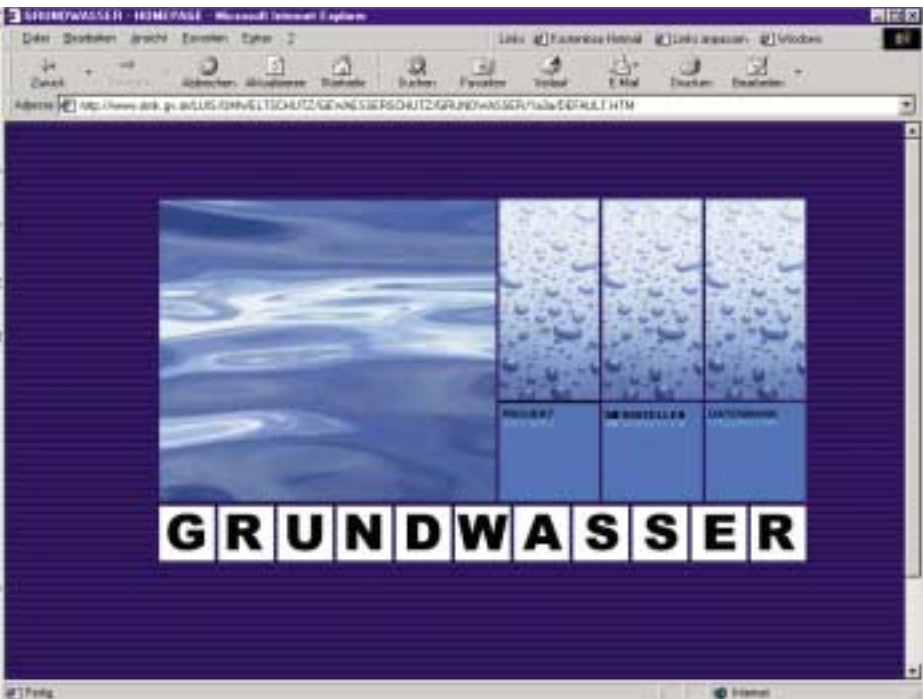 GRUNDWASSER - HOMEPAGE - Microsoft Internet Explorer
Datei Bearbeiten Ansicht Favoriten Extras ? Links Kostenlose Hotmail Links anpassen Windows
Zurück Abbrechen Aktualisieren Startseite Suchen Favoriten Verlauf E-Mail Drucken Bearbeiten
Adresse
PROJEKT MESSSTELLEN DATENBANK
GRUNDWASSER
Fertig Internet